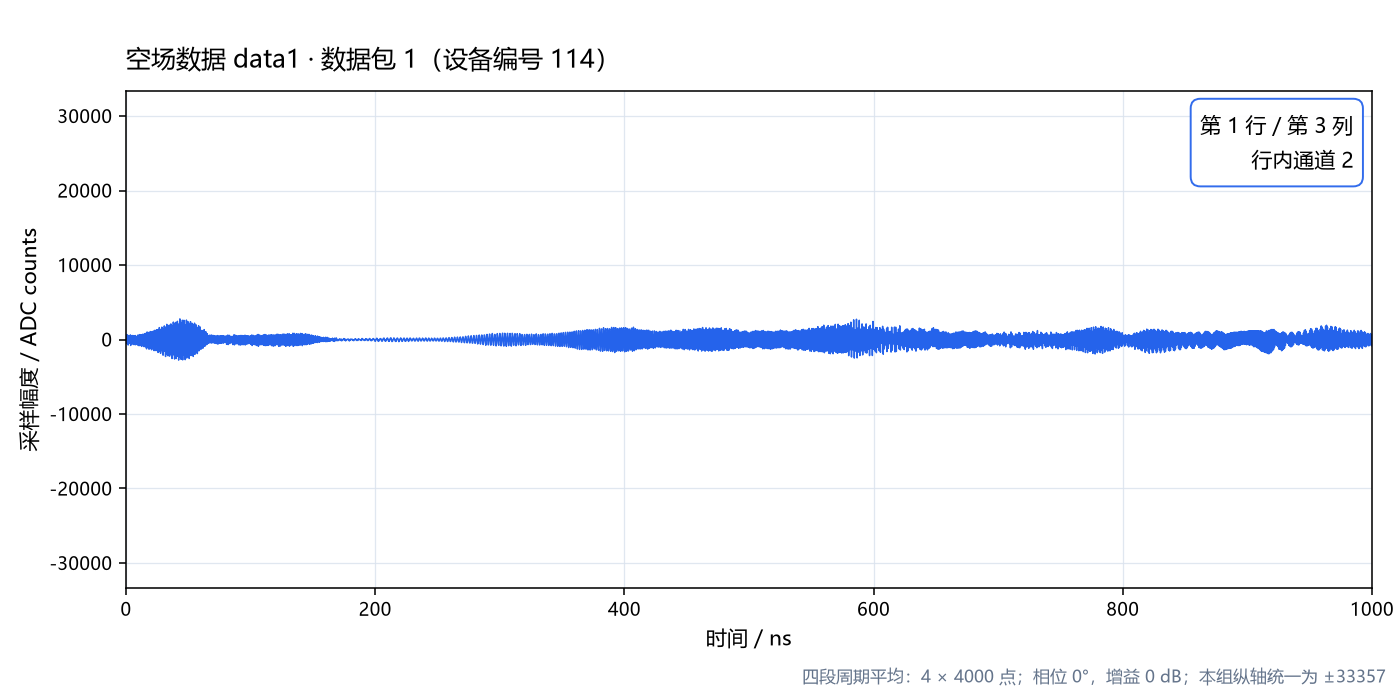 空场数据 data1 · 数据包 1（设备编号 114）
第 1 行 / 第 3 列
行内通道 2
采样幅度 / ADC counts
30000
20000
10000
0
-10000
-20000
-30000
0 200 400 600 800 1000
时间 / ns
四段周期平均：4 × 4000 点；相位 0°，增益 0 dB；本组纵轴统一为 ±33357